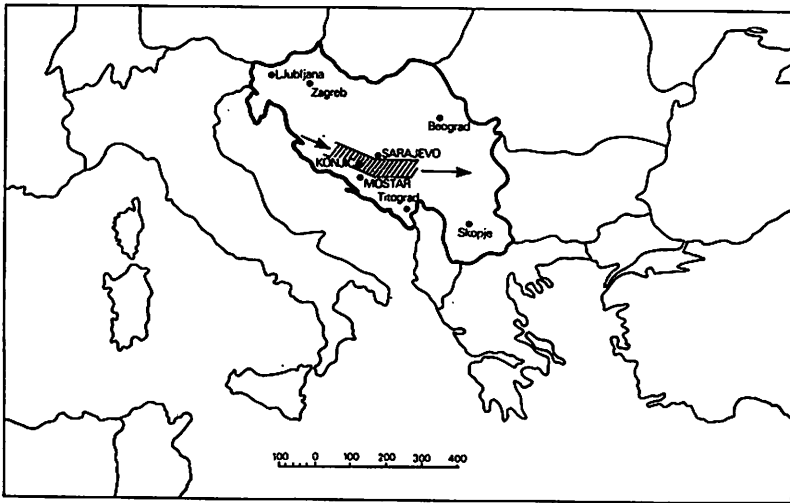 LJubljana
Zagreb
Beograd
SARAJEVO
KONJIC
MOSTAR
Titograd
Skopje
100 0 100 200 300 400